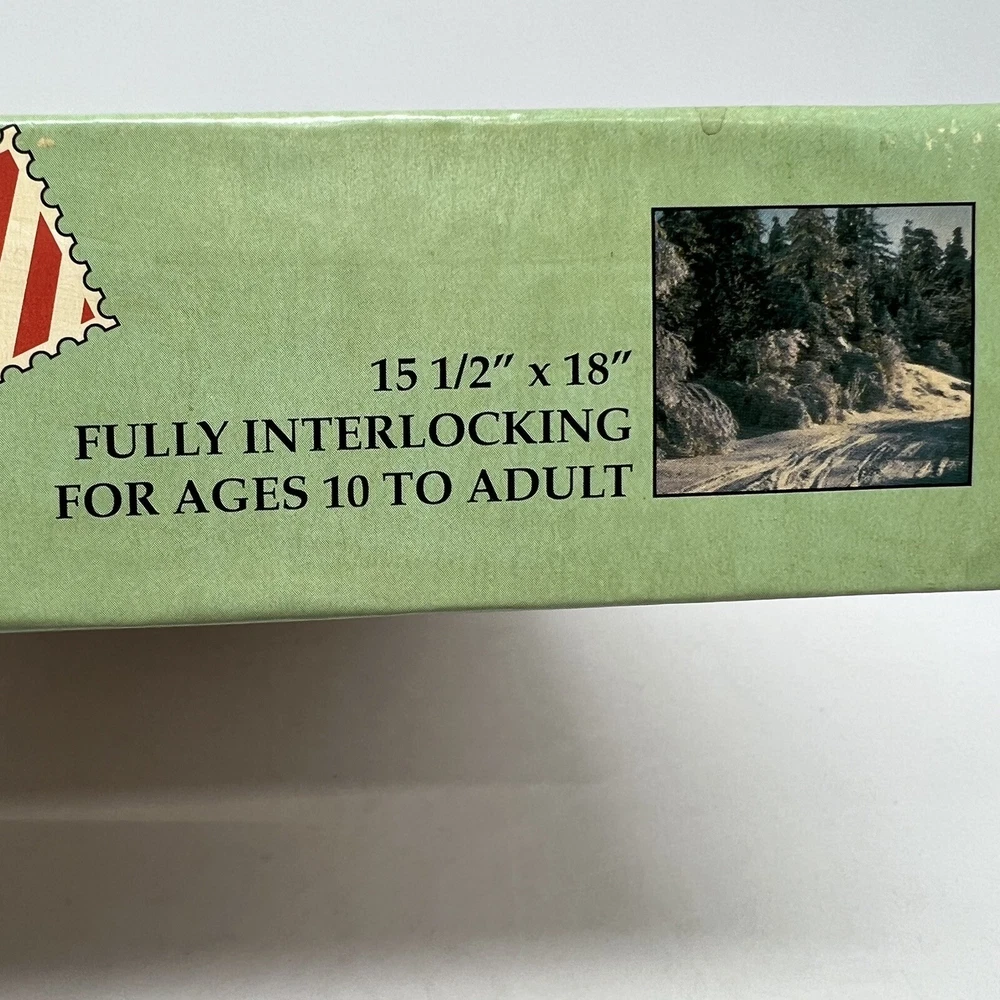 15 1/2" x 18"
FULLY INTERLOCKING
FOR AGES 10 TO ADULT